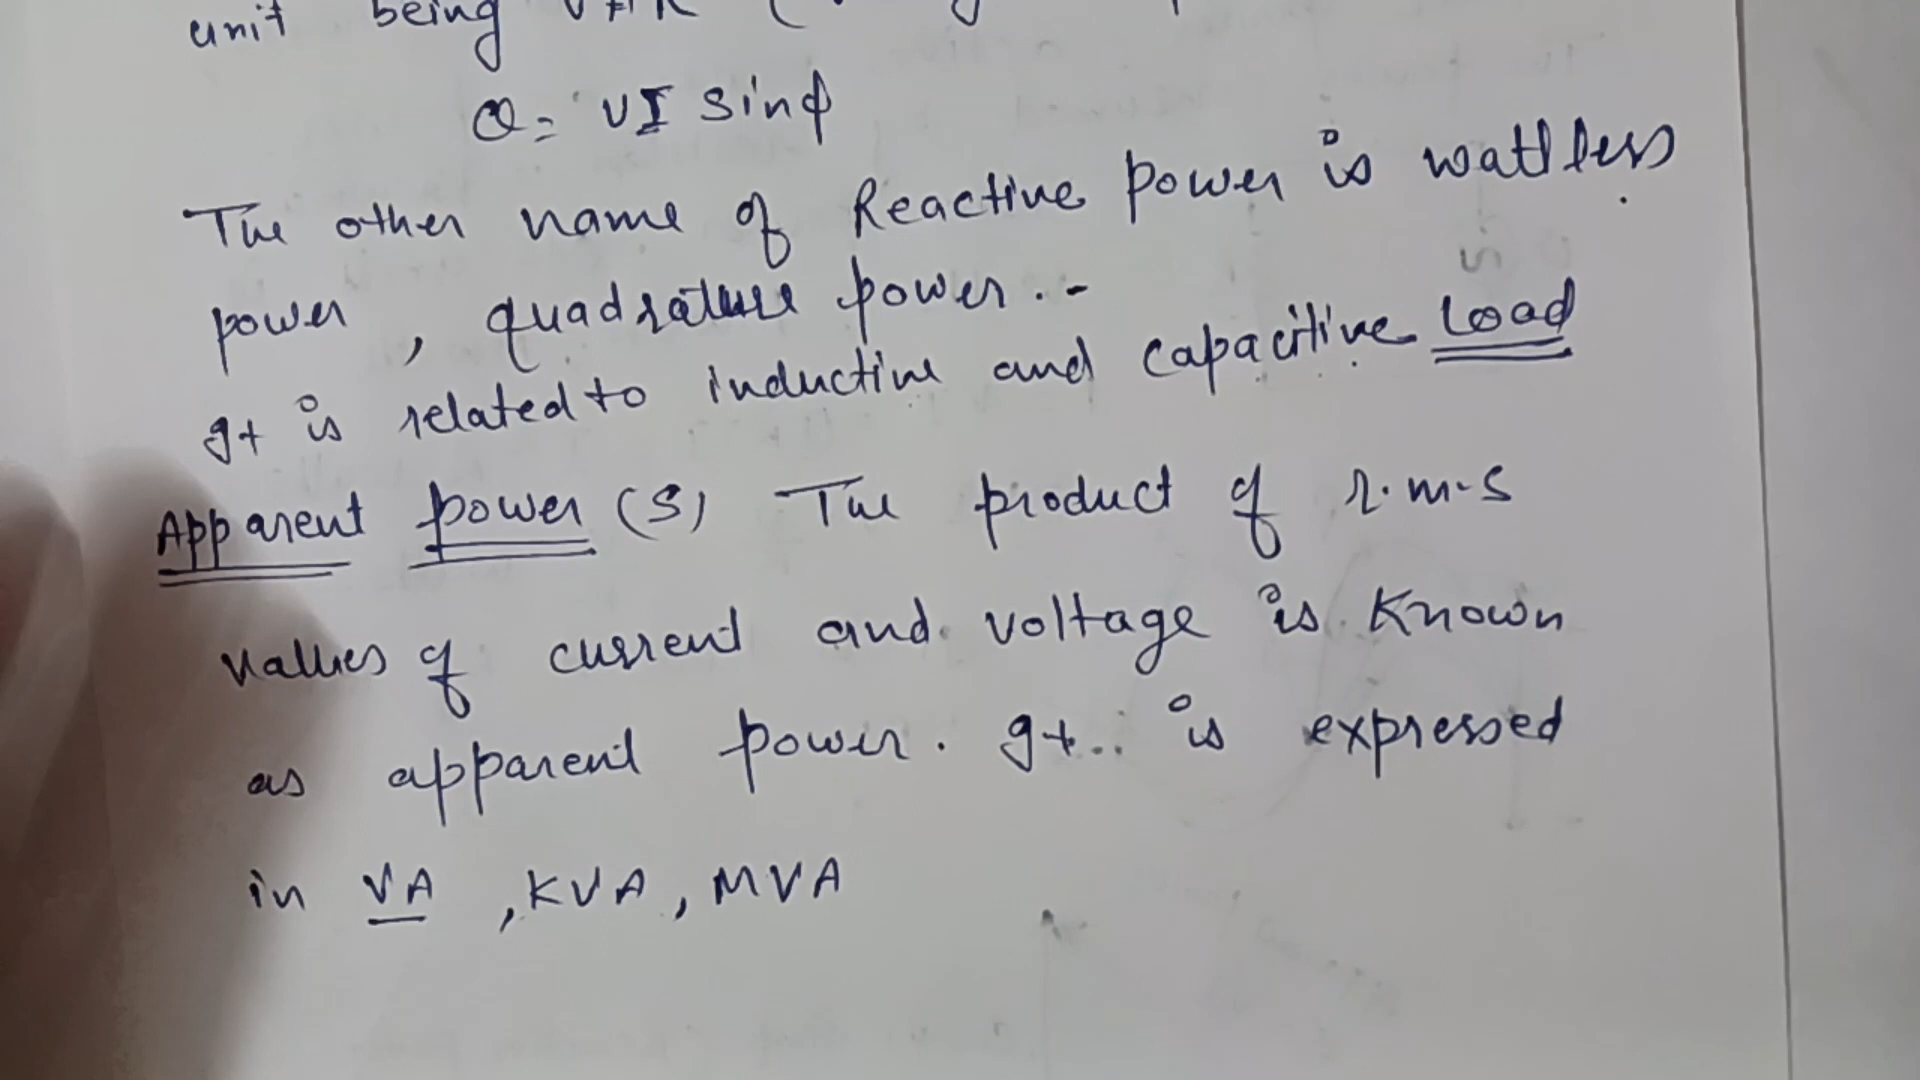 unit being VAR (
Q = VI sinφ
The other name of Reactive power is wattless
power, quadrature power.-
It is related to inductive and capacitive Load
Apparent power (S) The product of r.m.s
values of current and voltage is known
as apparent power. It is expressed
in VA, KVA, MVA